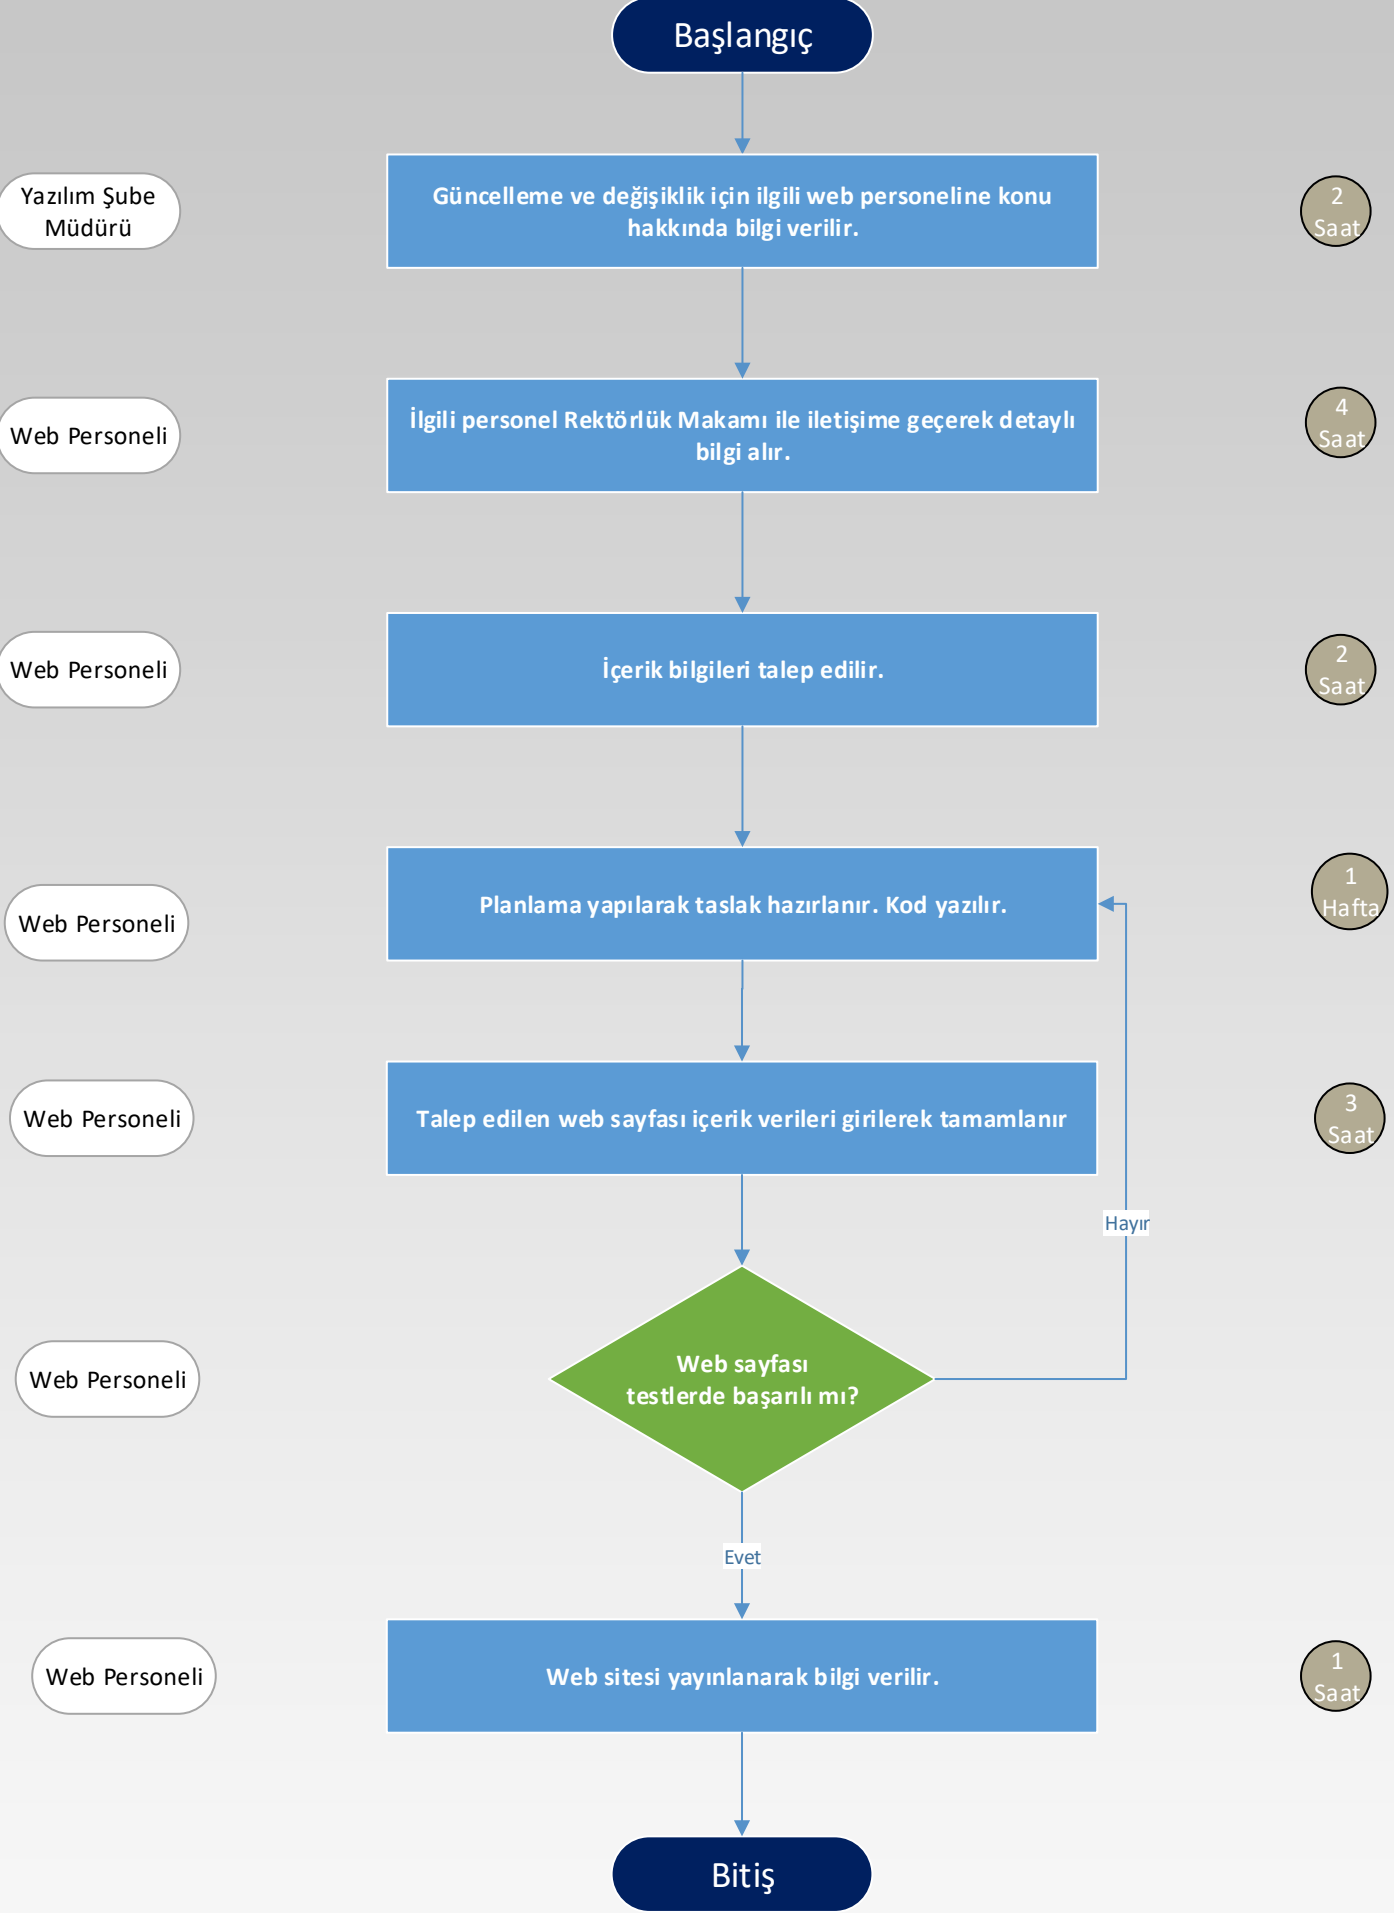 Başlangıç
Yazılım Şube
Müdürü
Güncelleme ve değişiklik için ilgili web personeline konu
hakkında bilgi verilir.
2
Saat
Web Personeli
İlgili personel Rektörlük Makamı ile iletişime geçerek detaylı
bilgi alır.
4
Saat
Web Personeli
İçerik bilgileri talep edilir.
2
Saat
Web Personeli
Planlama yapılarak taslak hazırlanır. Kod yazılır.
1
Hafta
Web Personeli
Talep edilen web sayfası içerik verileri girilerek tamamlanır
3
Saat
Hayır
Web Personeli
Web sayfası
testlerde başarılı mı?
Evet
Web Personeli
Web sitesi yayınlanarak bilgi verilir.
1
Saat
Bitiş